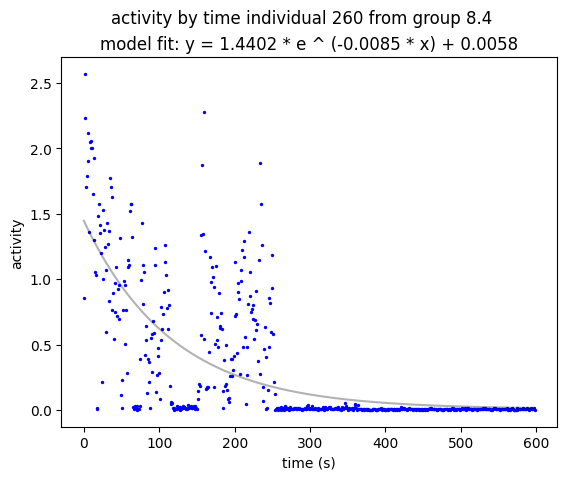 activity by time individual 260 from group 8.4
model fit: y = 1.4402 * e ^ (-0.0085 * x) + 0.0058
2.5
2.0
1.5
1.0
0.5
0.0
activity
0 100 200 300 400 500 600
time (s)